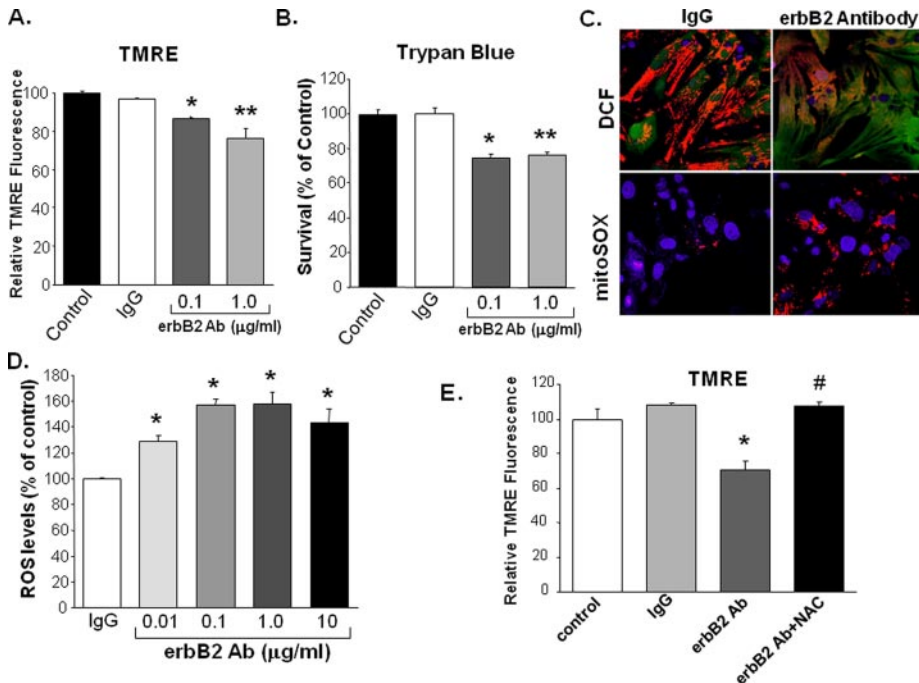 A.
TMRE
Relative TMRE Fluorescence
100
80
60
40
20
0
*
**
Control
IgG
0.1
1.0
erbB2 Ab (μg/ml)
B.
Trypan Blue
Survival (% of Control)
120
100
80
60
40
20
0
*
**
Control
IgG
0.1
1.0
erbB2 Ab (μg/ml)
C.
IgG
erbB2 Antibody
DCF
mitoSOX
D.
ROS levels (% of control)
180
160
140
120
100
80
60
40
20
0
*
*
*
*
IgG
0.01
0.1
1.0
10
erbB2 Ab (μg/ml)
E.
TMRE
Relative TMRE Fluorescence
120
100
80
60
40
20
0
*
#
control
IgG
erbB2 Ab
erbB2 Ab+NAC